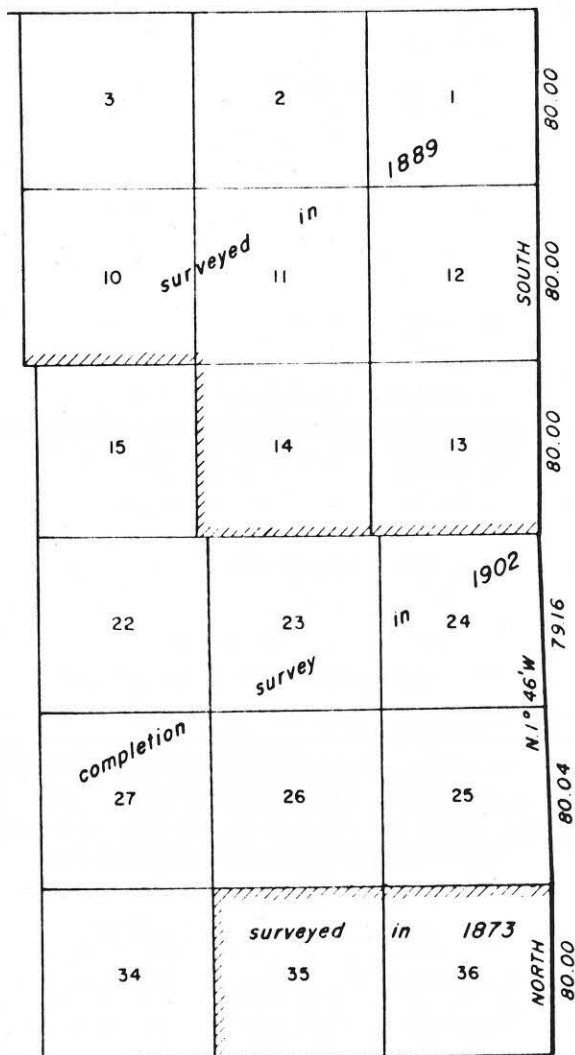 3 2 1 80.00
1889
surveyed in
10 11 12 SOUTH 80.00
15 14 13 80.00
in 1902
22 23 24 79.16
survey
N. 1° 46' W
completion
27 26 25 80.04
surveyed in 1873
34 35 36 NORTH 80.00